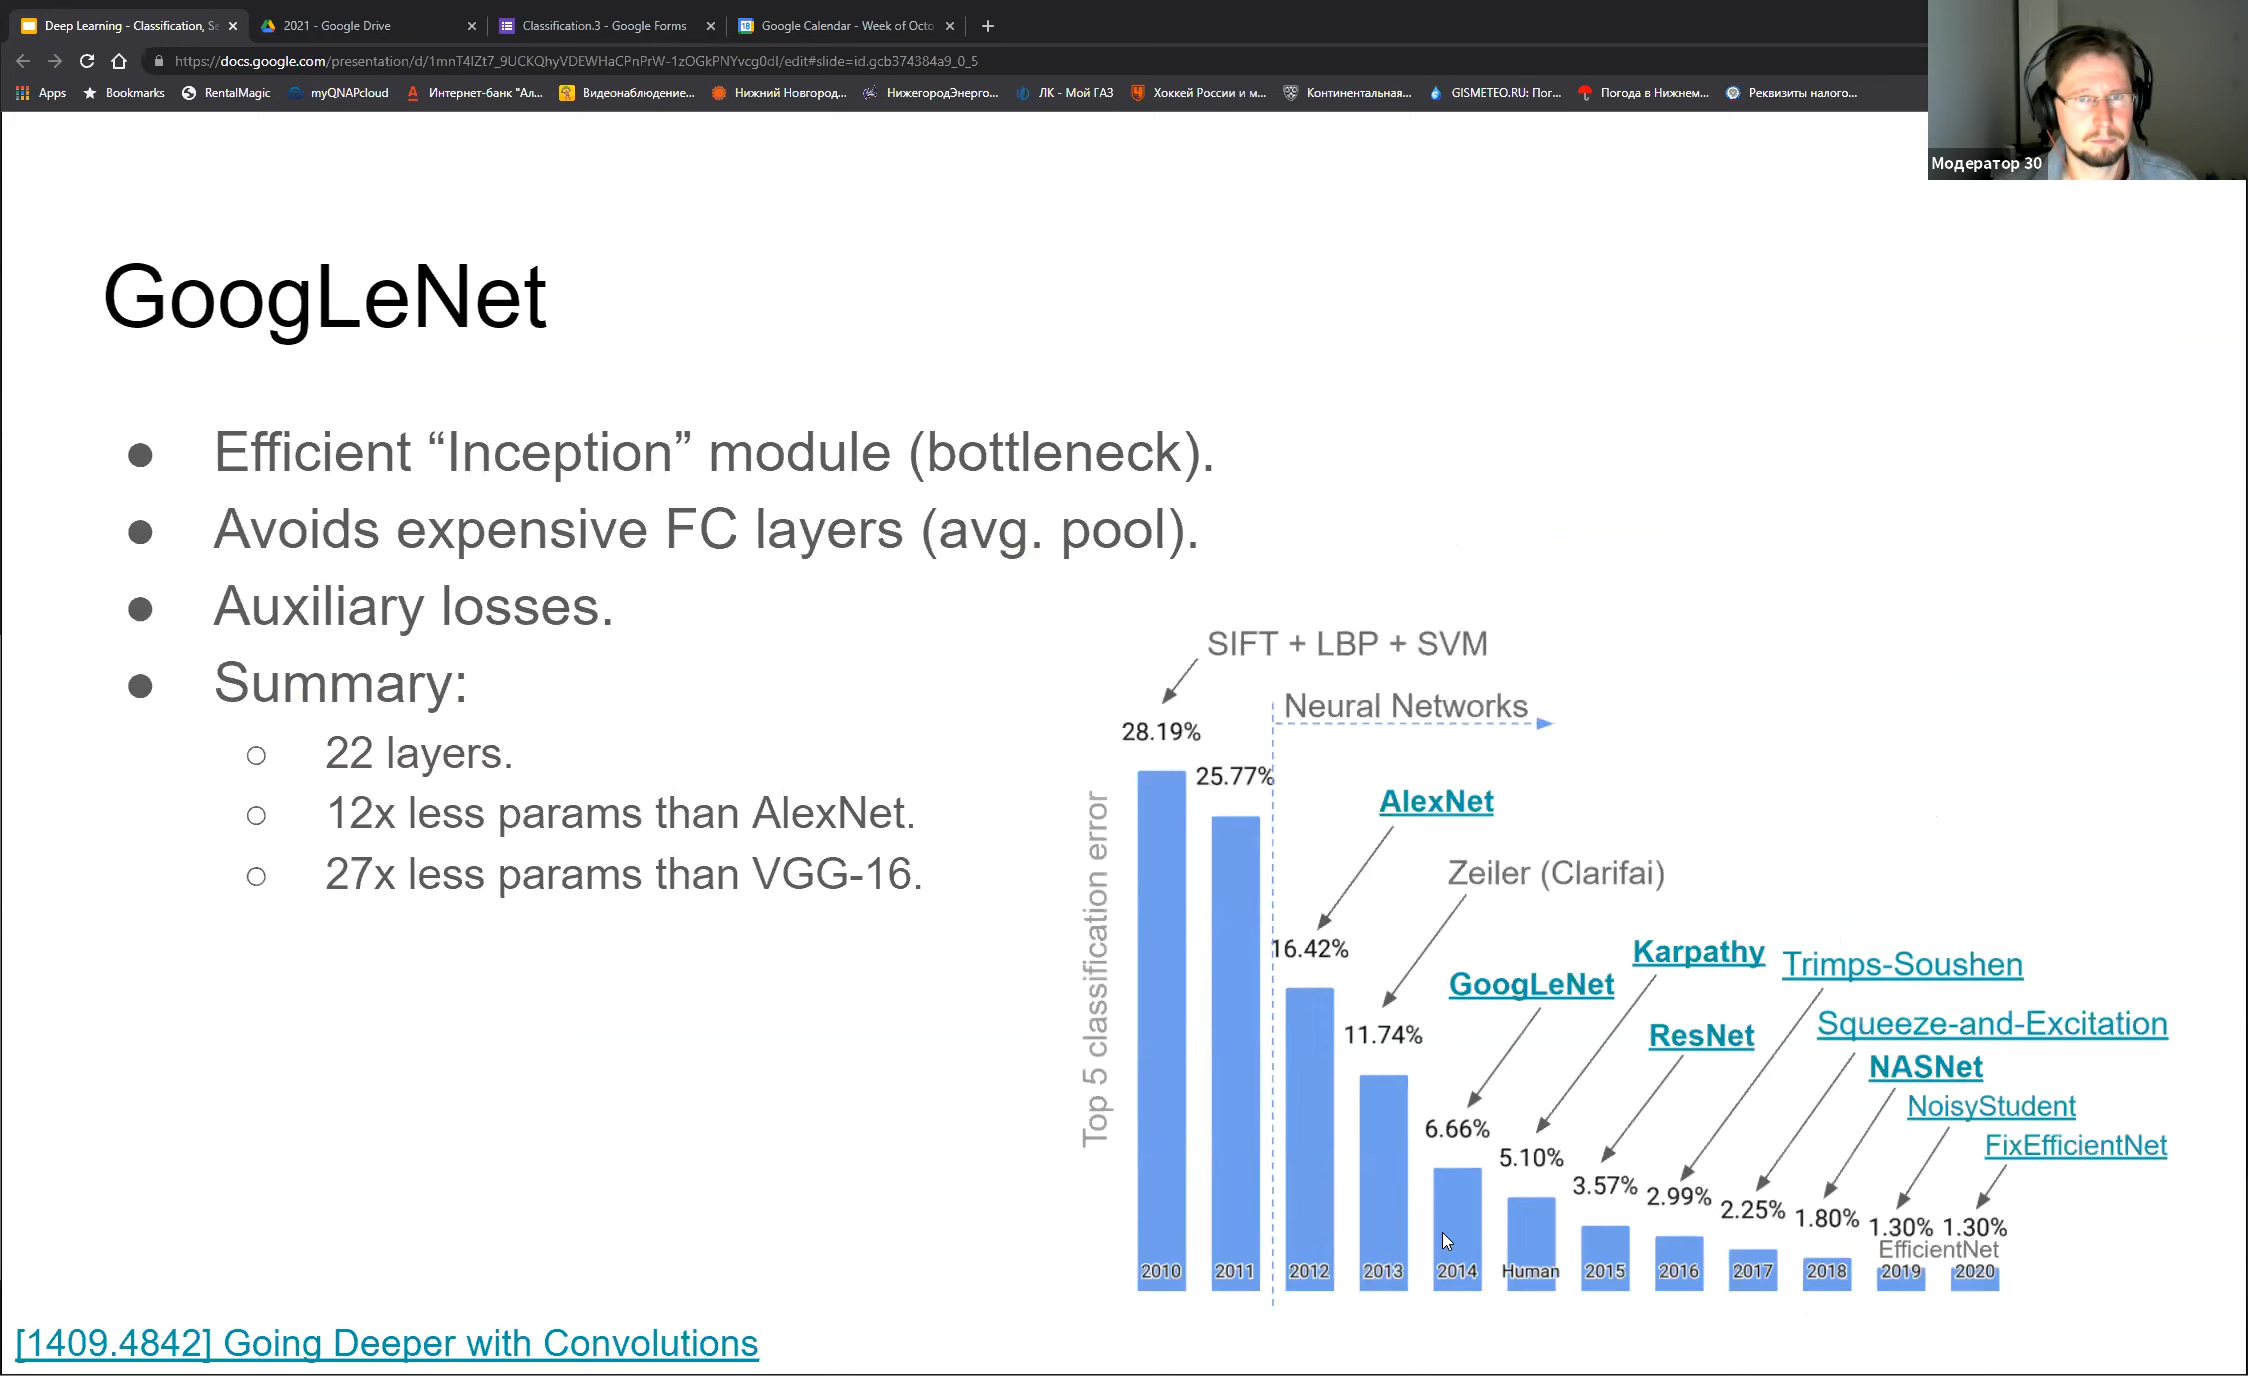 Deep Learning - Classification, Se
2021 - Google Drive
Classification.3 - Google Forms
Google Calendar - Week of Octo
https://docs.google.com/presentation/d/1mnT4lZt7_9UCKQhyVDEWHaCPnPrW-1zOGkPNYvcg0dI/edit#slide=id.gcb374384a9_0_5
Apps
Bookmarks
RentalMagic
myQNAPcloud
Интернет-банк "Ал...
Видеонаблюдение...
Нижний Новгород...
НижегородЭнерго...
ЛК - Мой ГАЗ
Хоккей России и м...
Континентальная...
GISMETEO.RU: Пог...
Погода в Нижнем...
Реквизиты налого...
Модератор 30
GoogLeNet
● Efficient “Inception” module (bottleneck).
● Avoids expensive FC layers (avg. pool).
● Auxiliary losses.
● Summary:
○ 22 layers.
○ 12x less params than AlexNet.
○ 27x less params than VGG-16.
SIFT + LBP + SVM
Neural Networks
28.19%
25.77%
AlexNet
Zeiler (Clarifai)
16.42%
Karpathy
Trimps-Soushen
GoogLeNet
11.74%
ResNet
Squeeze-and-Excitation
NASNet
NoisyStudent
FixEfficientNet
6.66%
5.10%
3.57%
2.99%
2.25%
1.80%
1.30%
1.30%
EfficientNet
Top 5 classification error
2010
2011
2012
2013
2014
Human
2015
2016
2017
2018
2019
2020
[1409.4842] Going Deeper with Convolutions